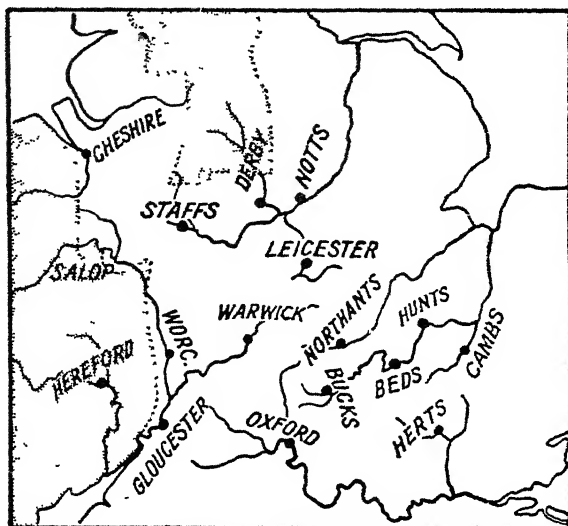 CHESHIRE
DERBY
NOTTS
STAFFS
LEICESTER
SALOP
WARWICK
NORTHANTS
HUNTS
WORC.
HEREFORD
BUCKS
BEDS
CAMBS
GLOUCESTER
OXFORD
HERTS